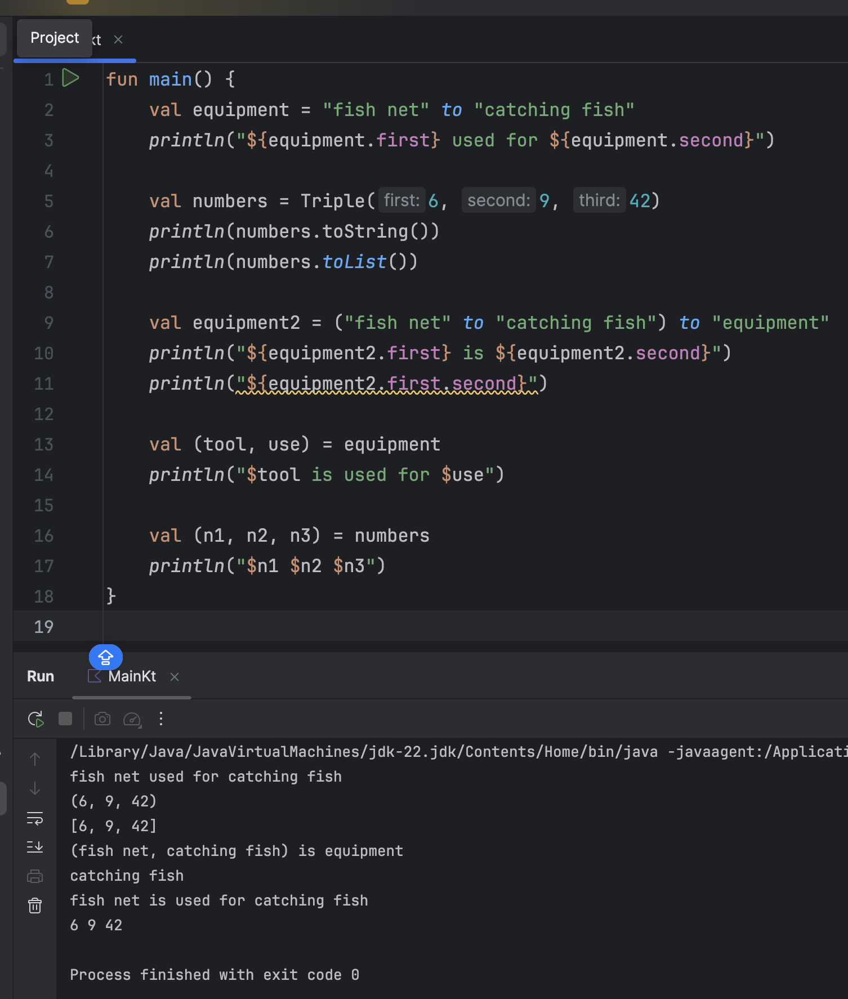 Project
kt ×
1 fun main() {
2 val equipment = "fish net" to "catching fish"
3 println("${equipment.first} used for ${equipment.second}")
4
5 val numbers = Triple( first: 6, second: 9, third: 42)
6 println(numbers.toString())
7 println(numbers.toList())
8
9 val equipment2 = ("fish net" to "catching fish") to "equipment"
10 println("${equipment2.first} is ${equipment2.second}")
11 println("${equipment2.first.second}")
12
13 val (tool, use) = equipment
14 println("$tool is used for $use")
15
16 val (n1, n2, n3) = numbers
17 println("$n1 $n2 $n3")
18 }
19
Run MainKt ×
/Library/Java/JavaVirtualMachines/jdk-22.jdk/Contents/Home/bin/java -javaagent:/Applicati
fish net used for catching fish
(6, 9, 42)
[6, 9, 42]
(fish net, catching fish) is equipment
catching fish
fish net is used for catching fish
6 9 42
Process finished with exit code 0